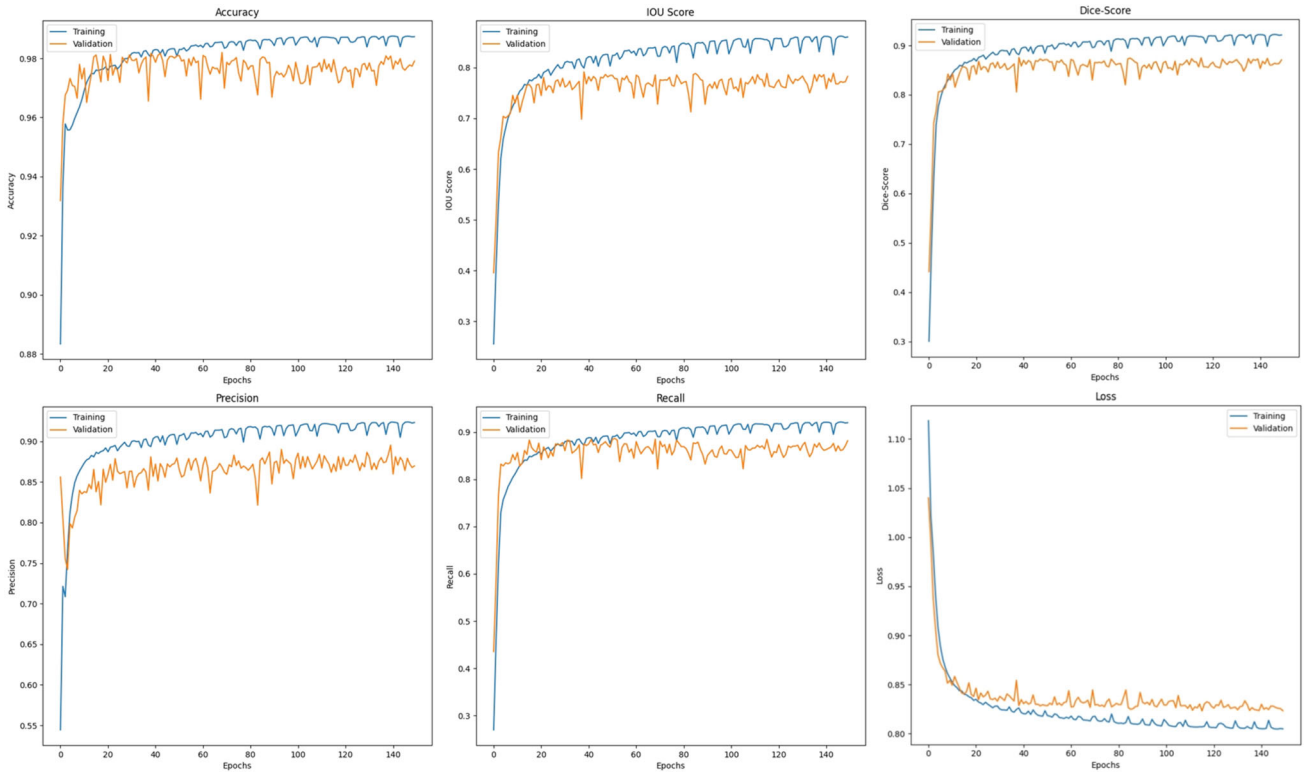 Accuracy
Training
Validation
0.98
0.96
0.94
0.92
0.90
0.88
Accuracy
0 20 40 60 80 100 120 140
Epochs
IOU Score
Training
Validation
0.8
0.7
0.6
0.5
0.4
0.3
IOU Score
0 20 40 60 80 100 120 140
Epochs
Dice-Score
Training
Validation
0.9
0.8
0.7
0.6
0.5
0.4
0.3
Dice-Score
0 20 40 60 80 100 120 140
Epochs
Precision
Training
Validation
0.90
0.85
0.80
0.75
0.70
0.65
0.60
0.55
Precision
0 20 40 60 80 100 120 140
Epochs
Recall
Training
Validation
0.9
0.8
0.7
0.6
0.5
0.4
0.3
Recall
0 20 40 60 80 100 120 140
Epochs
Loss
Training
Validation
1.10
1.05
1.00
0.95
0.90
0.85
0.80
Loss
0 20 40 60 80 100 120 140
Epochs